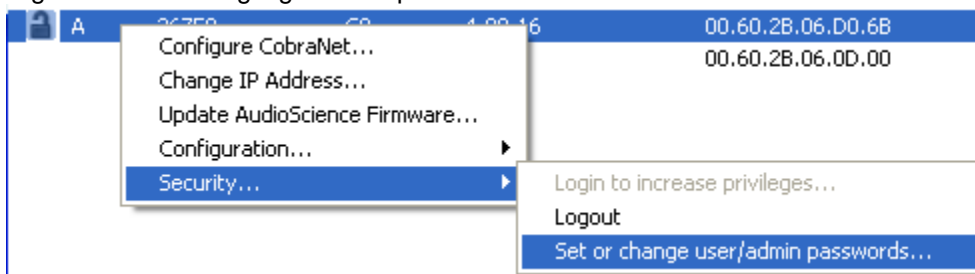 A 00.60.2B.06.D0.6B
00.60.2B.06.0D.00
Configure CobraNet...
Change IP Address...
Update AudioScience Firmware...
Configuration...
Security...
Login to increase privileges...
Logout
Set or change user/admin passwords...